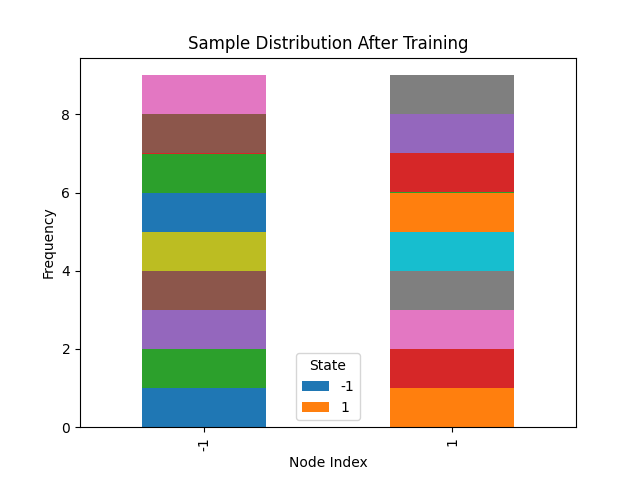 Sample Distribution After Training
Frequency
8
6
4
2
0
State
-1
1
-1
1
Node Index